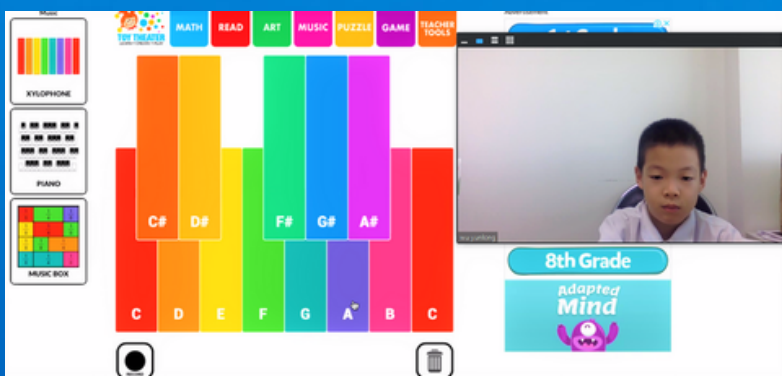 Music
XYLOPHONE
PIANO
MUSIC BOX
TOY THEATER
MATH
READ
ART
MUSIC
PUZZLE
GAME
TEACHER
TOOLS
C#
D#
F#
G#
A#
C
D
E
F
G
A
B
C
Advertisement
8th Grade
Adapted
Mind